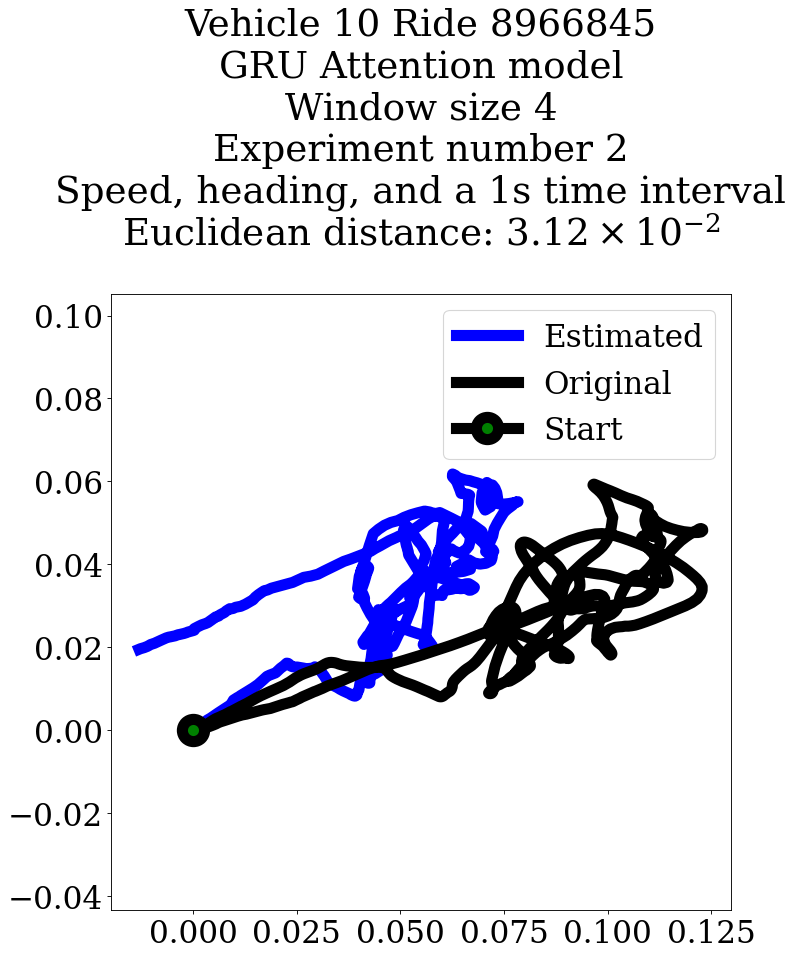 Vehicle 10 Ride 8966845
GRU Attention model
Window size 4
Experiment number 2
Speed, heading, and a 1s time interval
Euclidean distance: 3.12 × 10⁻²
Estimated
Original
Start
0.10
0.08
0.06
0.04
0.02
0.00
−0.02
−0.04
0.000 0.025 0.050 0.075 0.100 0.125